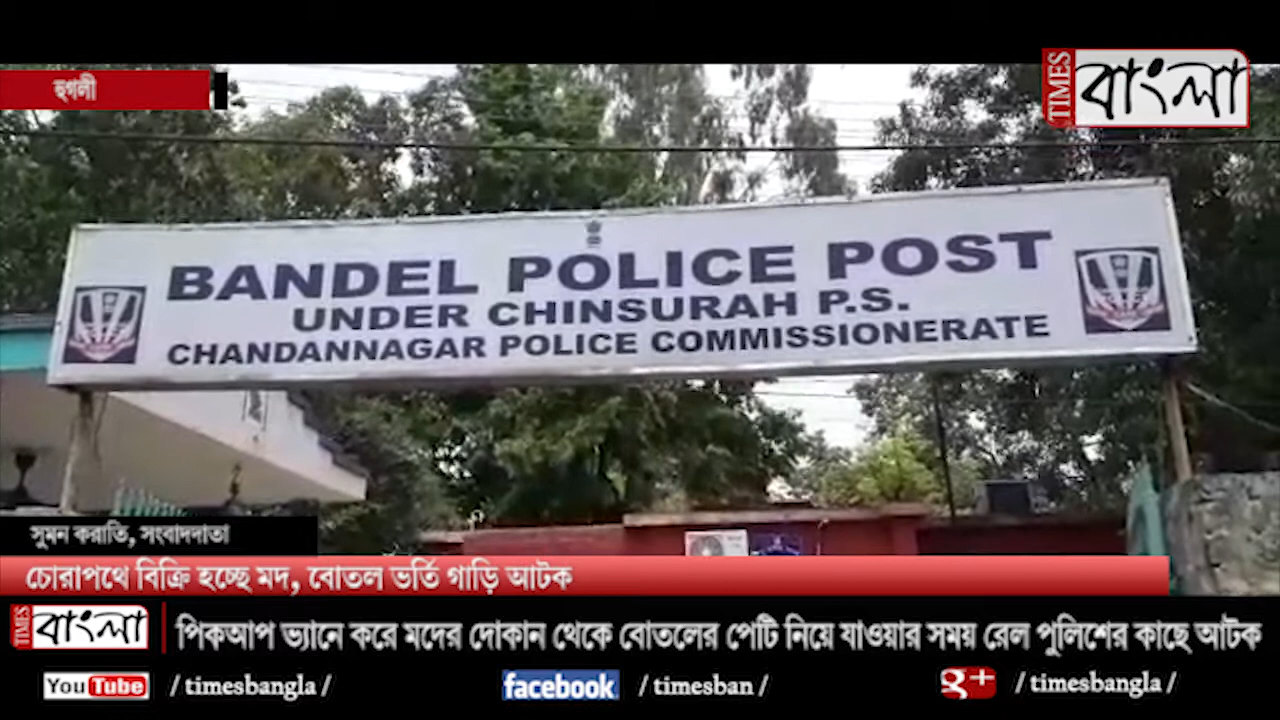 হুগলী
TIMES বাংলা
BANDEL POLICE POST
UNDER CHINSURAH P.S.
CHANDANNAGAR POLICE COMMISSIONERATE
সুমন করাতি, সংবাদদাতা
চোরাপথে বিক্রি হচ্ছে মদ, বোতল ভর্তি গাড়ি আটক
TIMES বাংলা পিকআপ ভ্যানে করে মদের দোকান থেকে বোতলের পেটি নিয়ে যাওয়ার সময় রেল পুলিশের কাছে আটক
YouTube / timesbangla / facebook / timesban / g+ / timesbangla /